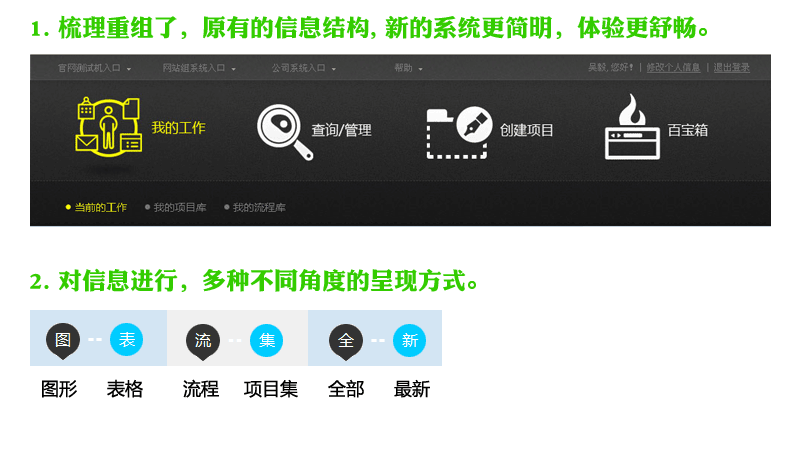 1. 梳理重组了，原有的信息结构, 新的系统更简明，体验更舒畅。
官网测试机入口 网站组系统入口 公司系统入口 帮助 吴毅, 您好! | 修改个人信息 | 退出登录
我的工作 查询/管理 创建项目 百宝箱
当前的工作 我的项目库 我的流程库
2. 对信息进行，多种不同角度的呈现方式。
图 -- 表 流 -- 集 全 -- 新
图形 表格 流程 项目集 全部 最新